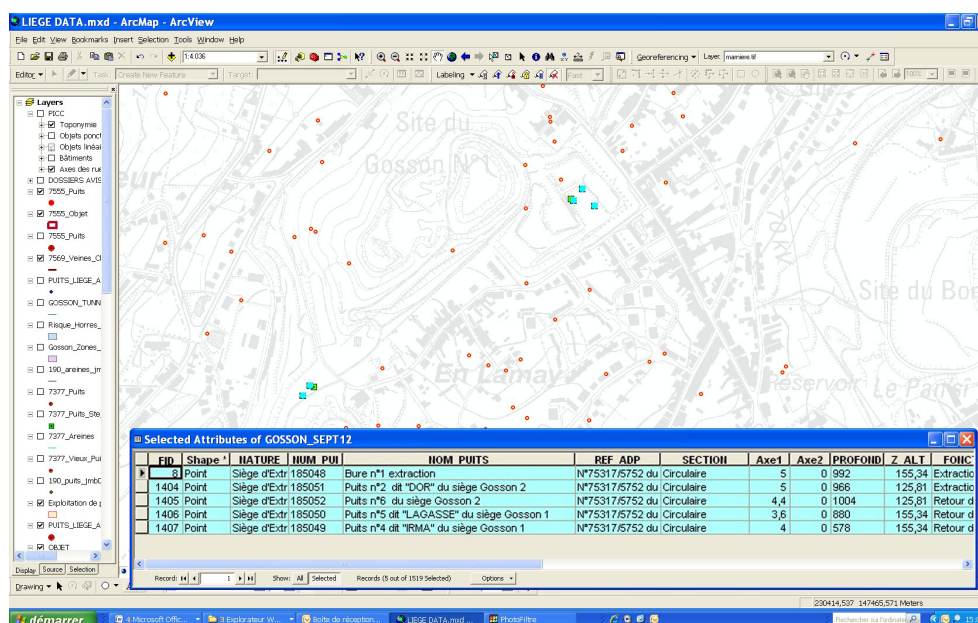 LIEGE DATA.mxd - ArcMap - ArcView
File Edit View Bookmarks Insert Selection Tools Window Help
1:4.036 Georeferencing Layer: marniere.tif
Editor Task: Create New Feature Target: Labeling Fast 100%
Layers
PICC
Toponymie
Objets ponct
Objets linéai
Bâtiments
Axes des rue
DOSSIERS AVIS
7555_Puits
7555_Objet
7555_Puits
7569_Veines_Cl
PUITS_LIEGE_A
GOSSON_TUNN
Risque_Horres_
Gosson_Zones_
190_areines_jm
7377_Puits
7377_Puits_Ste_
7377_Areines
7377_Vieux_Pui
190_puits_jmbD
Exploitation de p
PUITS_LIEGE_A
OBJET
Display Source Selection
Site du
Gosson N°1
eur
En Lamay
Site du Bon
Réservoir
Selected Attributes of GOSSON_SEPT12
FID Shape * NATURE NUM PUI NOM PUITS REF ADP SECTION Axe1 Axe2 PROFOND Z ALT FONC
8 Point Siège d'Extr 185048 Bure n°1 extraction N°75317/5752 du Circulaire 5 0 992 155,34 Extractio
1404 Point Siège d'Extr 185051 Puits n°2 dit "DOR" du siège Gosson 2 N°75317/5752 du Circulaire 5 0 966 125,81 Extractio
1405 Point Siège d'Extr 185052 Puits n°6 du siège Gosson 2 N°75317/5752 du Circulaire 4,4 0 1004 125,81 Retour d
1406 Point Siège d'Extr 185050 Puits n°5 dit "LAGASSE" du siège Gosson 1 N°75317/5752 du Circulaire 3,6 0 880 155,34 Retour d
1407 Point Siège d'Extr 185049 Puits n°4 dit "IRMA" du siège Gosson 1 N°75317/5752 du Circulaire 4 0 578 155,34 Retour d
Record: 1 Show: All Selected Records (5 out of 1519 Selected) Options
Drawing
230414,537 147465,571 Meters
démarrer 4 Microsoft Offic... 3 Explorateur W... Boîte de réception... LIEGE DATA.mxd ... PhotoFiltre Rechercher sur l'ordinateur